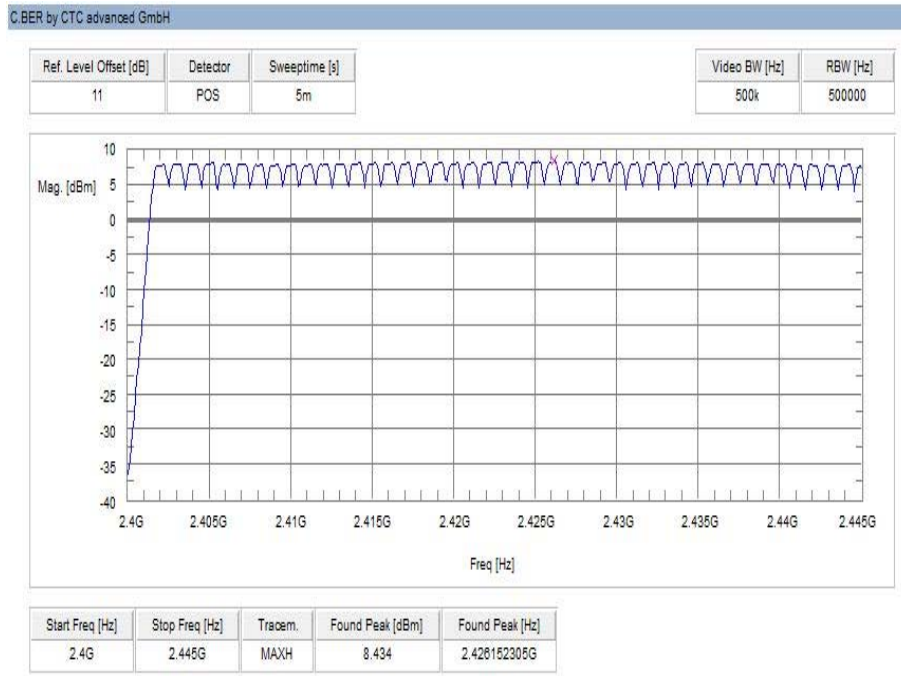 C.BER by CTC advanced GmbH
Ref. Level Offset [dB] Detector Sweeptime [s] Video BW [Hz] RBW [Hz]
11 POS 5m 500k 500000
10
Mag. [dBm] 5
0
-5
-10
-15
-20
-25
-30
-35
-40
2.4G 2.405G 2.41G 2.415G 2.42G 2.425G 2.43G 2.435G 2.44G 2.445G
Freq [Hz]
Start Freq [Hz] Stop Freq [Hz] Tracem. Found Peak [dBm] Found Peak [Hz]
2.4G 2.445G MAXH 8.434 2.426152305G